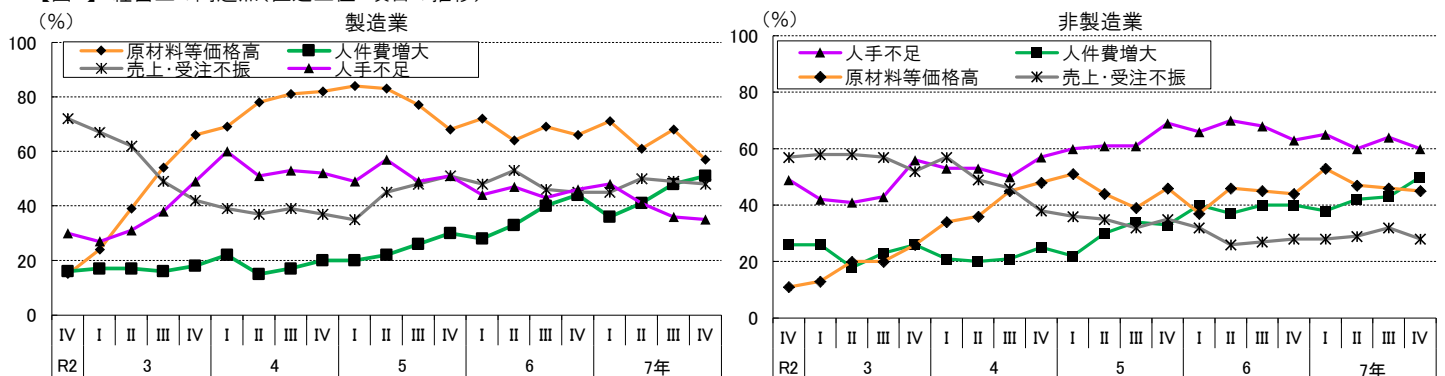 製造業
(%)
100
80
60
40
20
0
原材料等価格高 人件費増大
売上・受注不振 人手不足
Ⅳ Ⅰ Ⅱ Ⅲ Ⅳ Ⅰ Ⅱ Ⅲ Ⅳ Ⅰ Ⅱ Ⅲ Ⅳ Ⅰ Ⅱ Ⅲ Ⅳ Ⅰ Ⅱ Ⅲ Ⅳ
R2 3 4 5 6 7年
非製造業
(%)
100
80
60
40
20
0
人手不足 人件費増大
原材料等価格高 売上・受注不振
Ⅳ Ⅰ Ⅱ Ⅲ Ⅳ Ⅰ Ⅱ Ⅲ Ⅳ Ⅰ Ⅱ Ⅲ Ⅳ Ⅰ Ⅱ Ⅲ Ⅳ Ⅰ Ⅱ Ⅲ Ⅳ
R2 3 4 5 6 7年